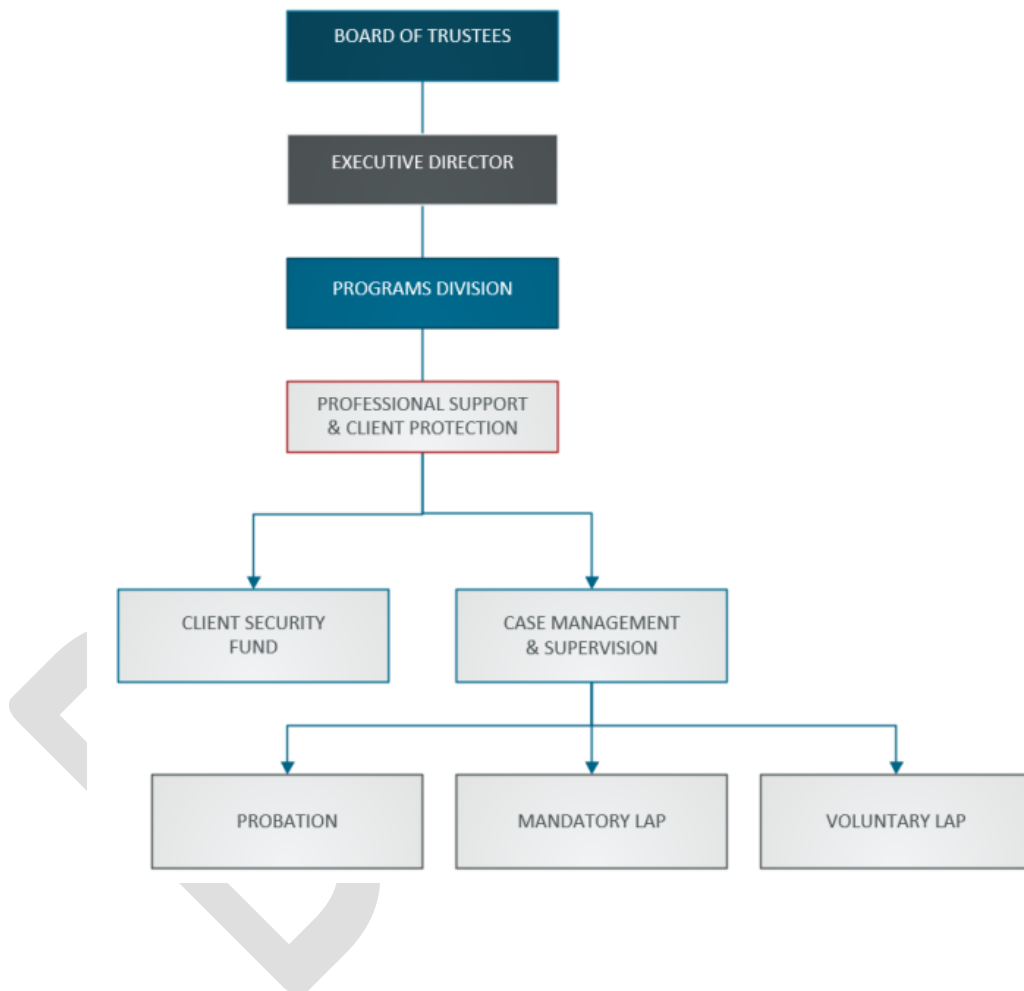 BOARD OF TRUSTEES
EXECUTIVE DIRECTOR
PROGRAMS DIVISION
PROFESSIONAL SUPPORT
& CLIENT PROTECTION
CLIENT SECURITY
FUND
CASE MANAGEMENT
& SUPERVISION
PROBATION
MANDATORY LAP
VOLUNTARY LAP